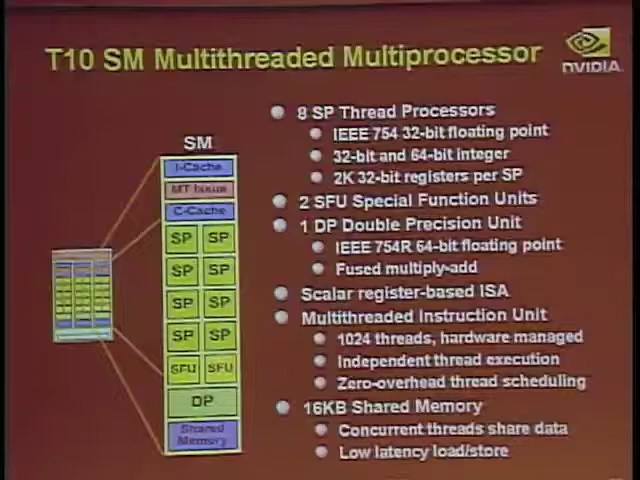 T10 SM Multithreaded Multiprocessor
NVIDIA
8 SP Thread Processors
IEEE 754 32-bit floating point
32-bit and 64-bit integer
2K 32-bit registers per SP
2 SFU Special Function Units
1 DP Double Precision Unit
IEEE 754R 64-bit floating point
Fused multiply-add
Scalar register-based ISA
Multithreaded Instruction Unit
1024 threads, hardware managed
Independent thread execution
Zero-overhead thread scheduling
16KB Shared Memory
Concurrent threads share data
Low latency load/store
SM
I-Cache
MT Issue
C-Cache
SP SP
SP SP
SP SP
SP SP
SFU SFU
DP
Shared
Memory